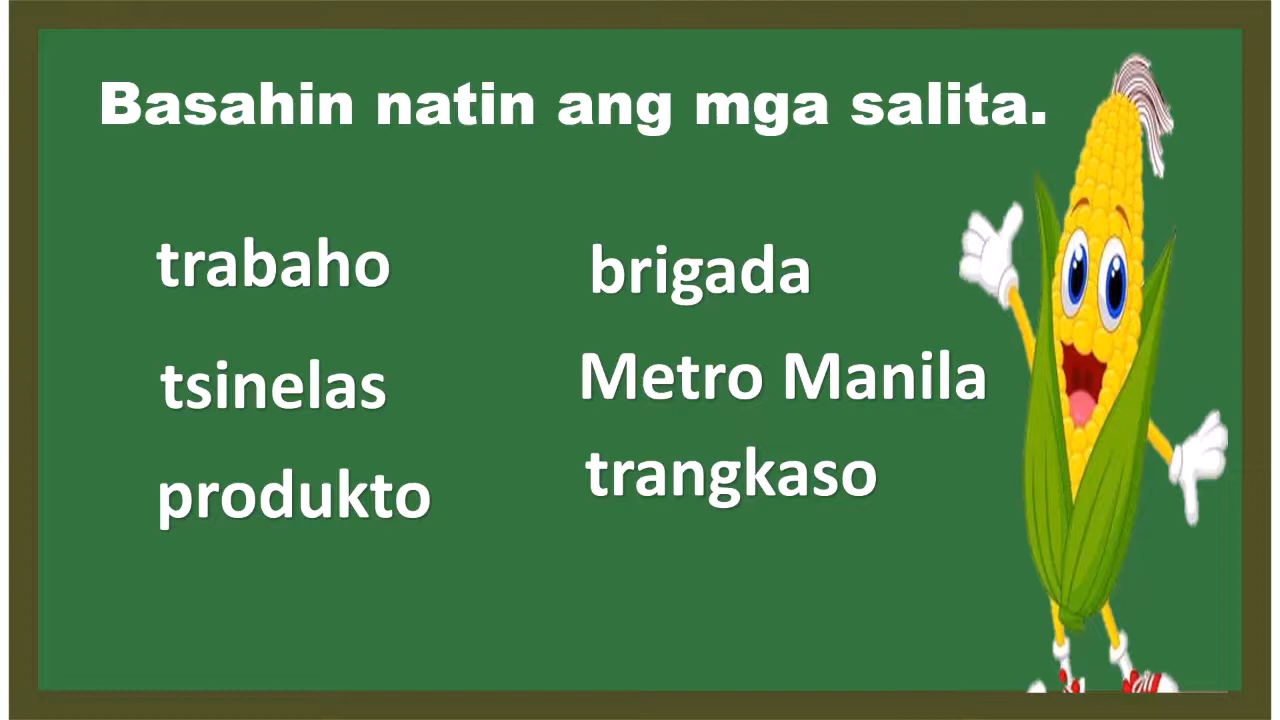 Basahin natin ang mga salita.
trabaho
tsinelas
produkto
brigada
Metro Manila
trangkaso